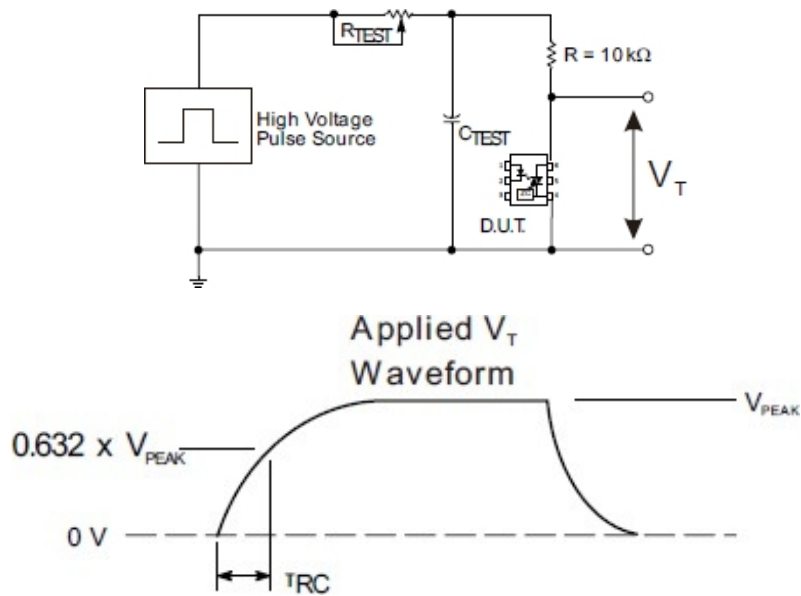 RTEST
R = 10 kΩ
High Voltage
Pulse Source
CTEST
VT
D.U.T.
Applied VT
Waveform
VPEAK
0.632 x VPEAK
0 V
τRC